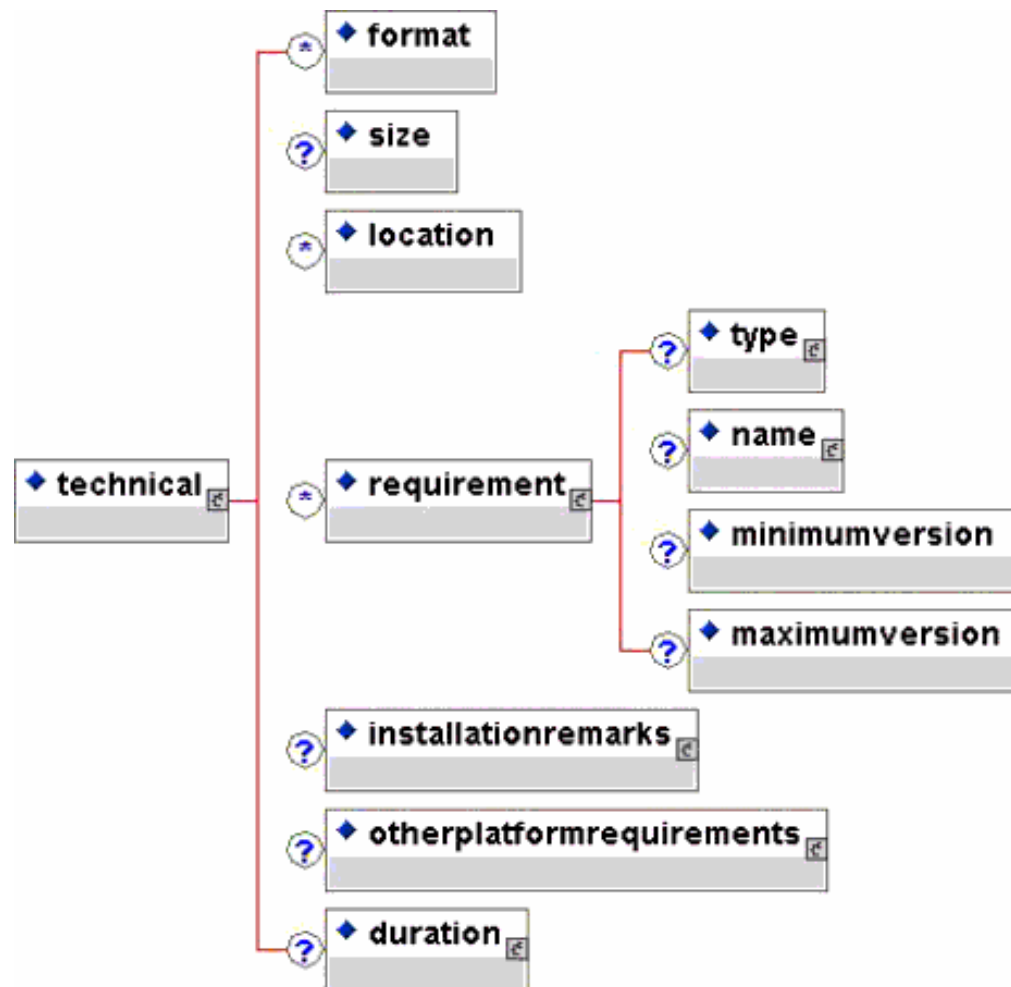 * format
? size
* location
? type
? name
technical
* requirement
? minimumversion
? maximumversion
? installationremarks
? otherplatformrequirements
? duration